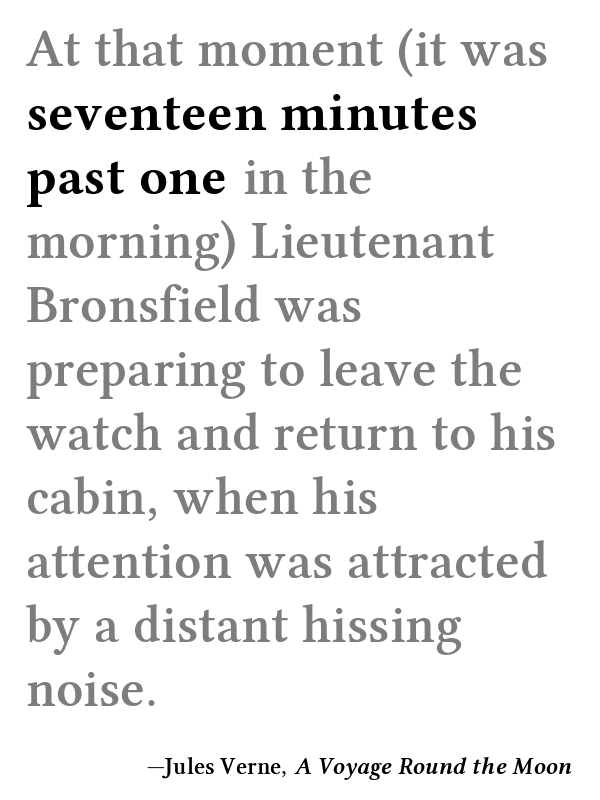 At that moment (it was
seventeen minutes
past one in the
morning) Lieutenant
Bronsfield was
preparing to leave the
watch and return to his
cabin, when his
attention was attracted
by a distant hissing
noise.
—Jules Verne, A Voyage Round the Moon